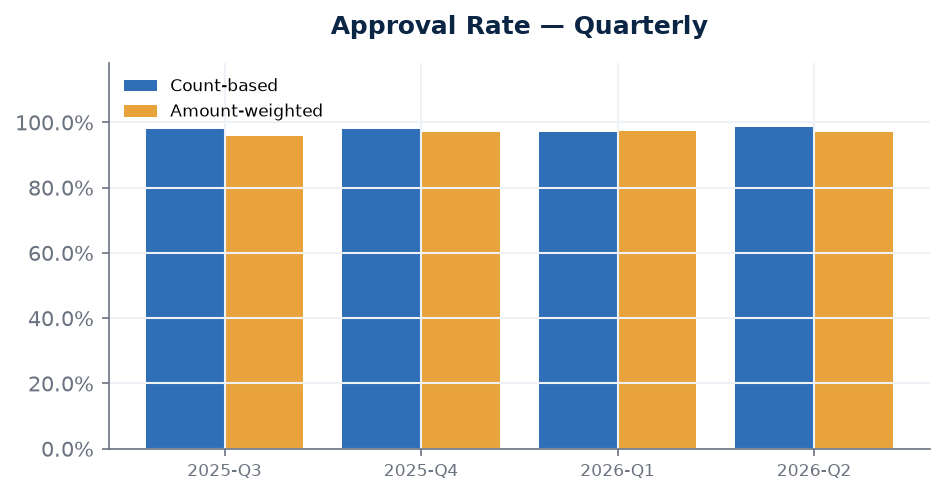 Approval Rate — Quarterly
Count-based
Amount-weighted
100.0%
80.0%
60.0%
40.0%
20.0%
0.0%
2025-Q3
2025-Q4
2026-Q1
2026-Q2